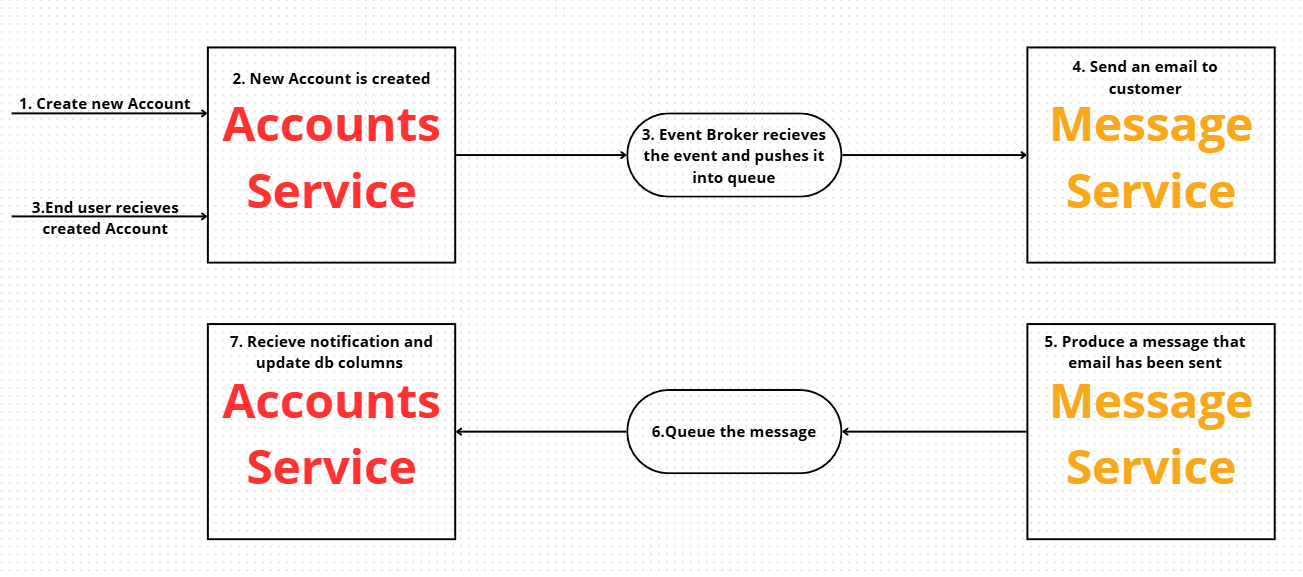 1. Create new Account
2. New Account is created
Accounts
Service
3.End user recieves
created Account
3. Event Broker recieves
the event and pushes it
into queue
4. Send an email to
customer
Message
Service
7. Recieve notification and
update db columns
Accounts
Service
6.Queue the message
5. Produce a message that
email has been sent
Message
Service